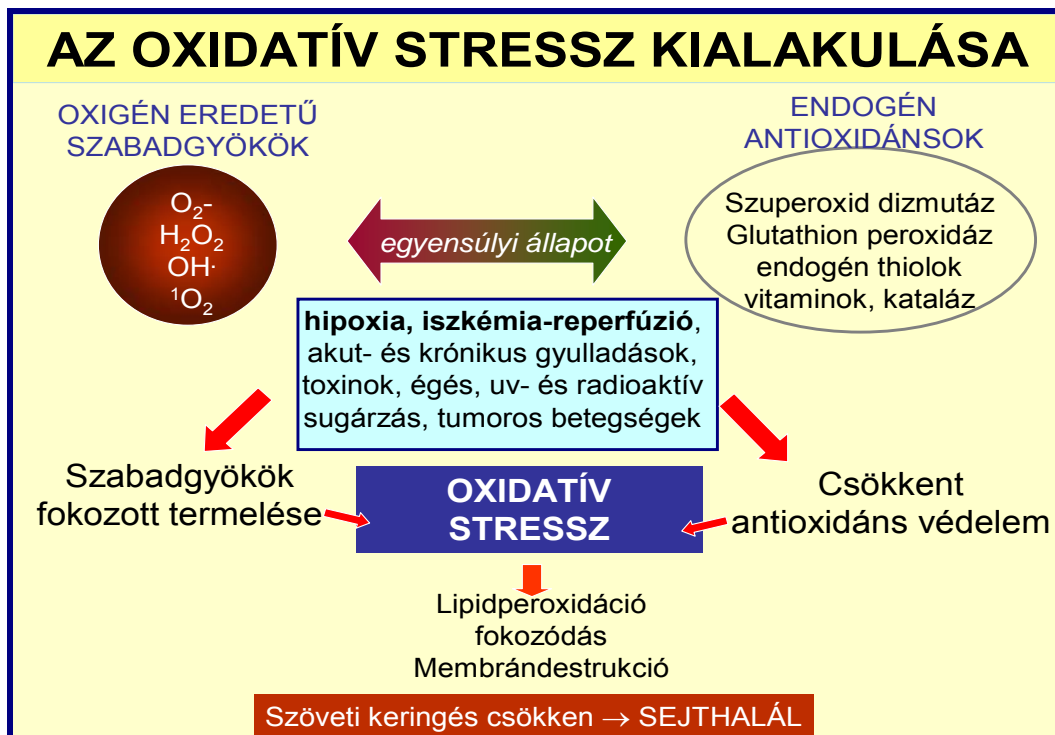 AZ OXIDATÍV STRESSZ KIALAKULÁSA
OXIGÉN EREDETŰ
SZABADGYÖKÖK
O₂-
H₂O₂
OH·
¹O₂
egyensúlyi állapot
ENDOGÉN
ANTIOXIDÁNSOK
Szuperoxid dizmutáz
Glutathion peroxidáz
endogén thiolok
vitaminok, kataláz
hipoxia, iszkémia-reperfúzió,
akut- és krónikus gyulladások,
toxinok, égés, uv- és radioaktív
sugárzás, tumoros betegségek
Szabadgyökök
fokozott termelése
OXIDATÍV
STRESSZ
Csökkent
antioxidáns védelem
Lipidperoxidáció
fokozódás
Membrándestrukció
Szöveti keringés csökken → SEJTHALÁL